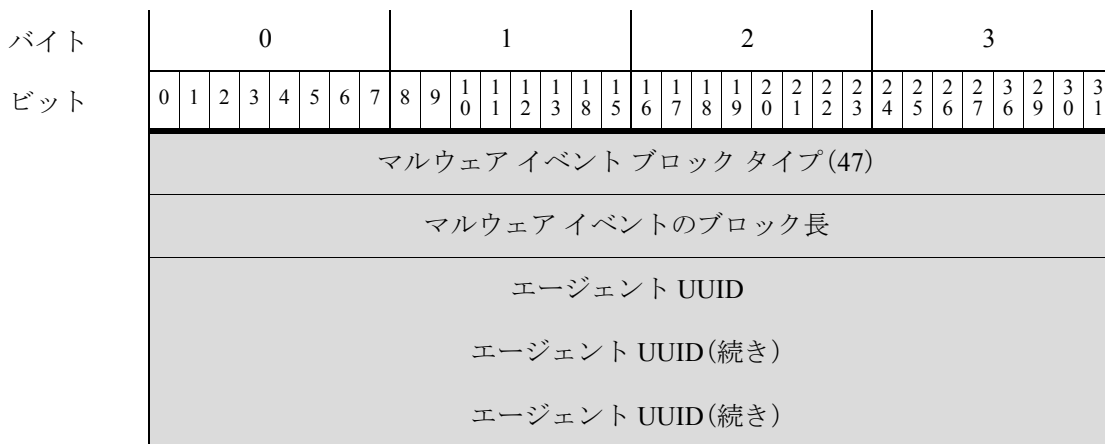 バイト 0 1 2 3
ビット 0 1 2 3 4 5 6 7 8 9 10 11 12 13 18 15 16 17 18 19 20 21 22 23 24 25 26 27 36 29 30 31
マルウェア イベント ブロック タイプ(47)
マルウェア イベントのブロック長
エージェント UUID
エージェント UUID(続き)
エージェント UUID(続き)